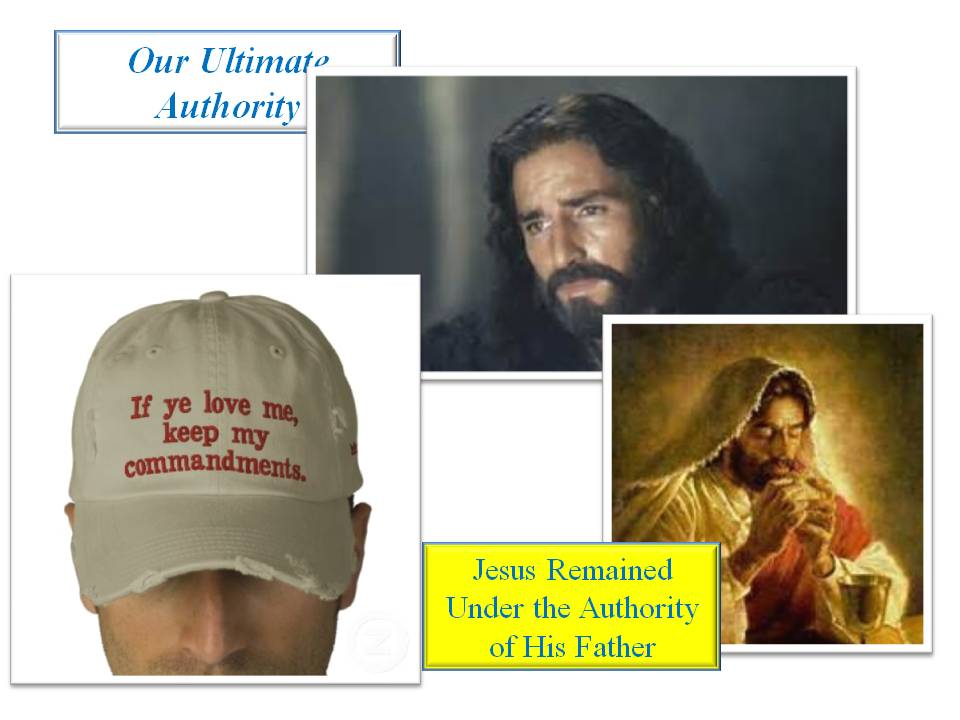 Our Ultimate
Authority
If ye love me,
keep my
commandments.
Jesus Remained
Under the Authority
of His Father